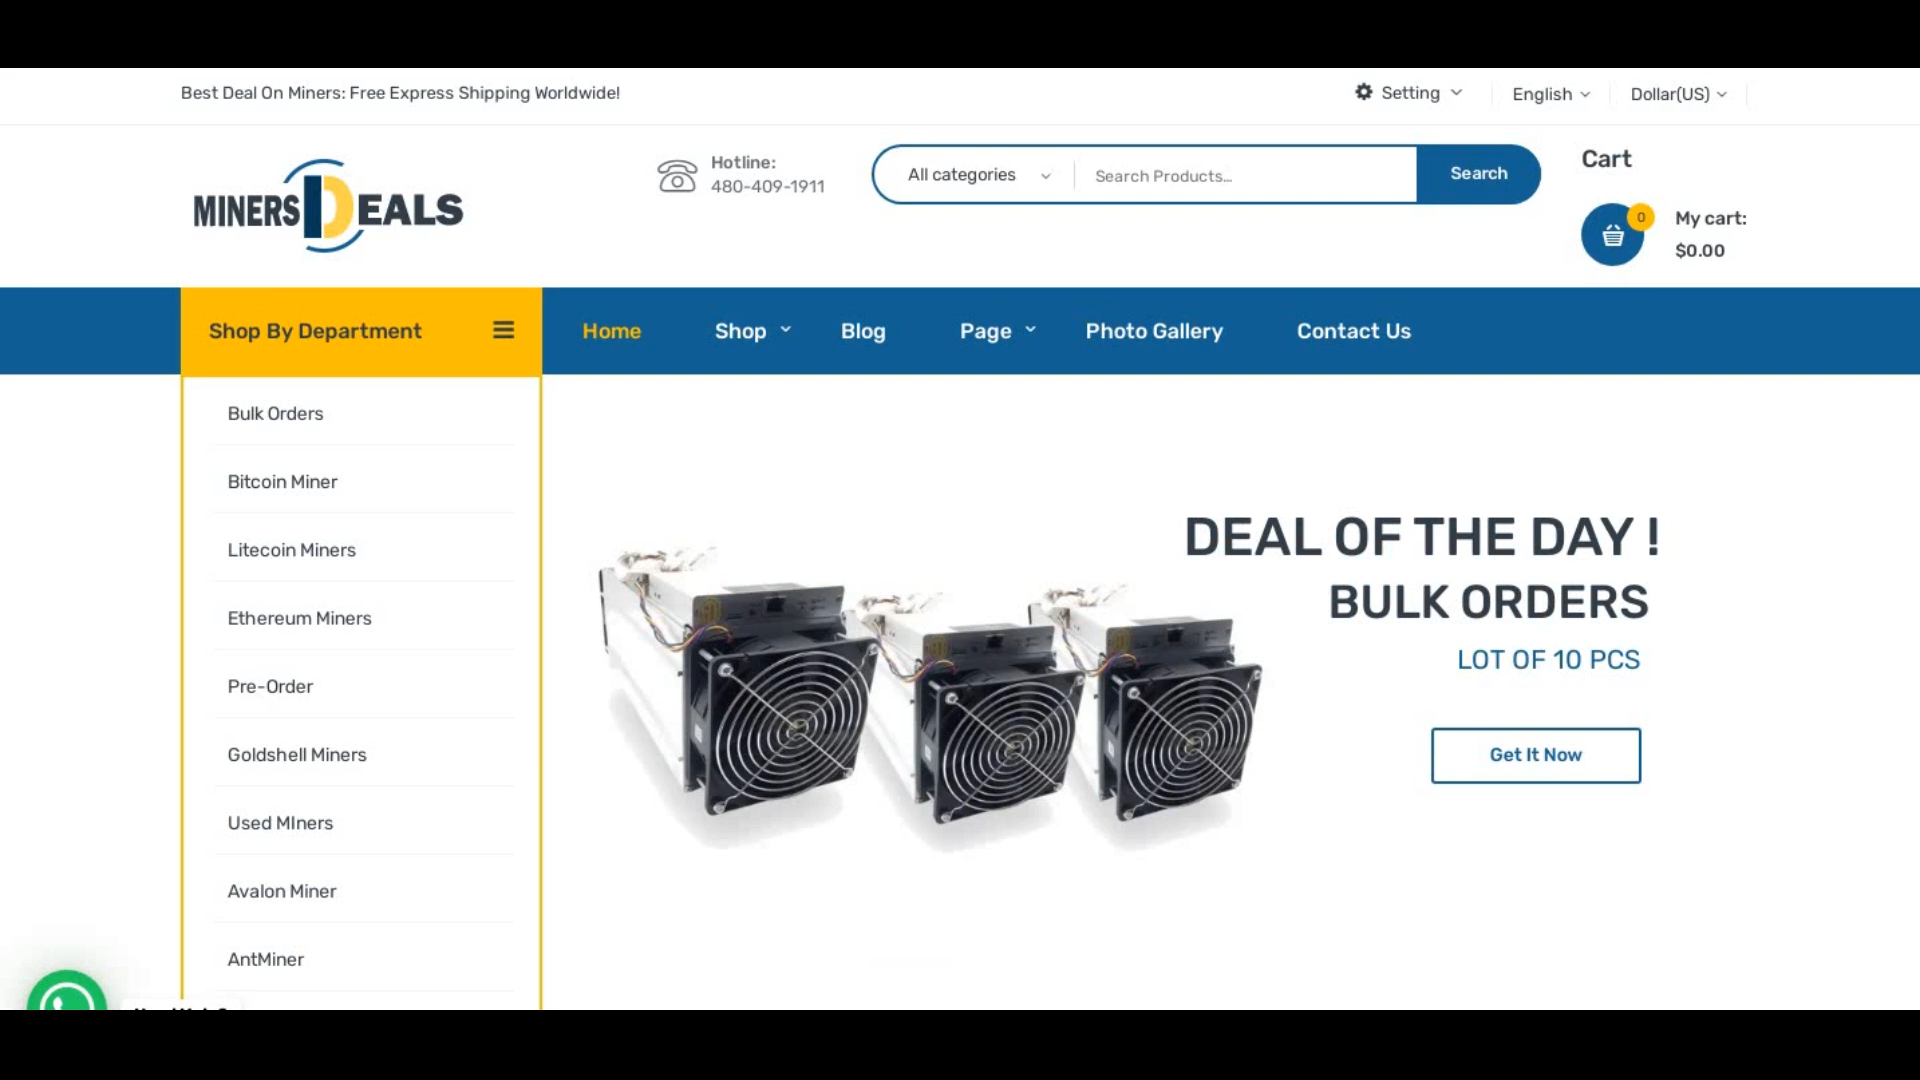 Best Deal On Miners: Free Express Shipping Worldwide!
Setting
English
Dollar(US)
MINERS DEALS
Hotline:
480-409-1911
All categories
Search Products...
Search
Cart
0
My cart:
$0.00
Shop By Department
Home
Shop
Blog
Page
Photo Gallery
Contact Us
Bulk Orders
Bitcoin Miner
Litecoin Miners
Ethereum Miners
Pre-Order
Goldshell Miners
Used MIners
Avalon Miner
AntMiner
DEAL OF THE DAY !
BULK ORDERS
LOT OF 10 PCS
Get It Now